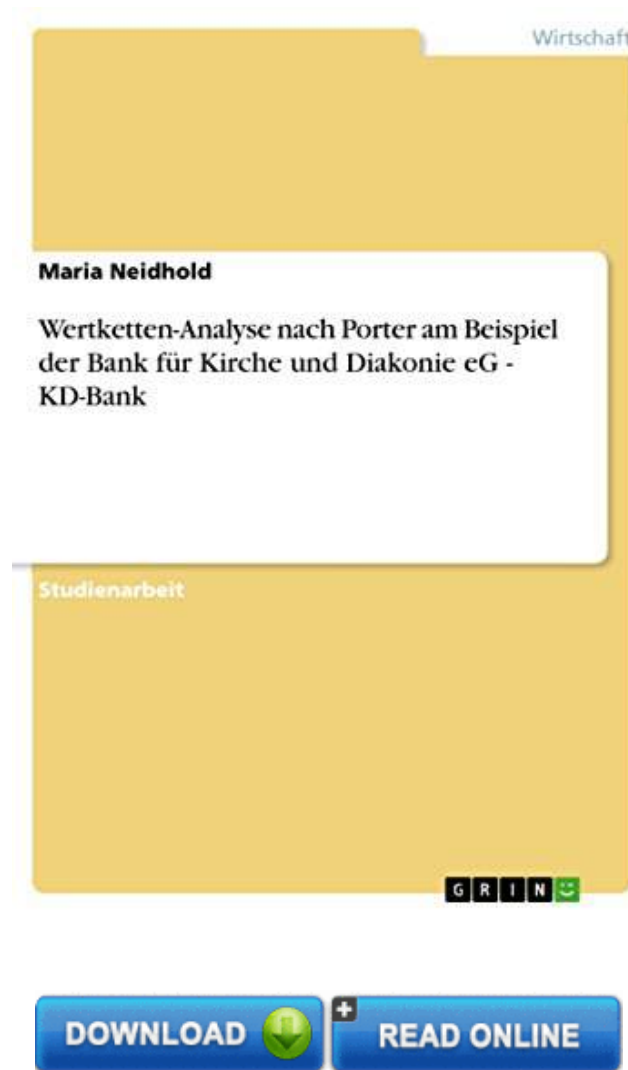 Wirtschaft
Maria Neidhold
Wertketten-Analyse nach Porter am Beispiel
der Bank für Kirche und Diakonie eG -
KD-Bank
Studienarbeit
GRIN
DOWNLOAD
READ ONLINE